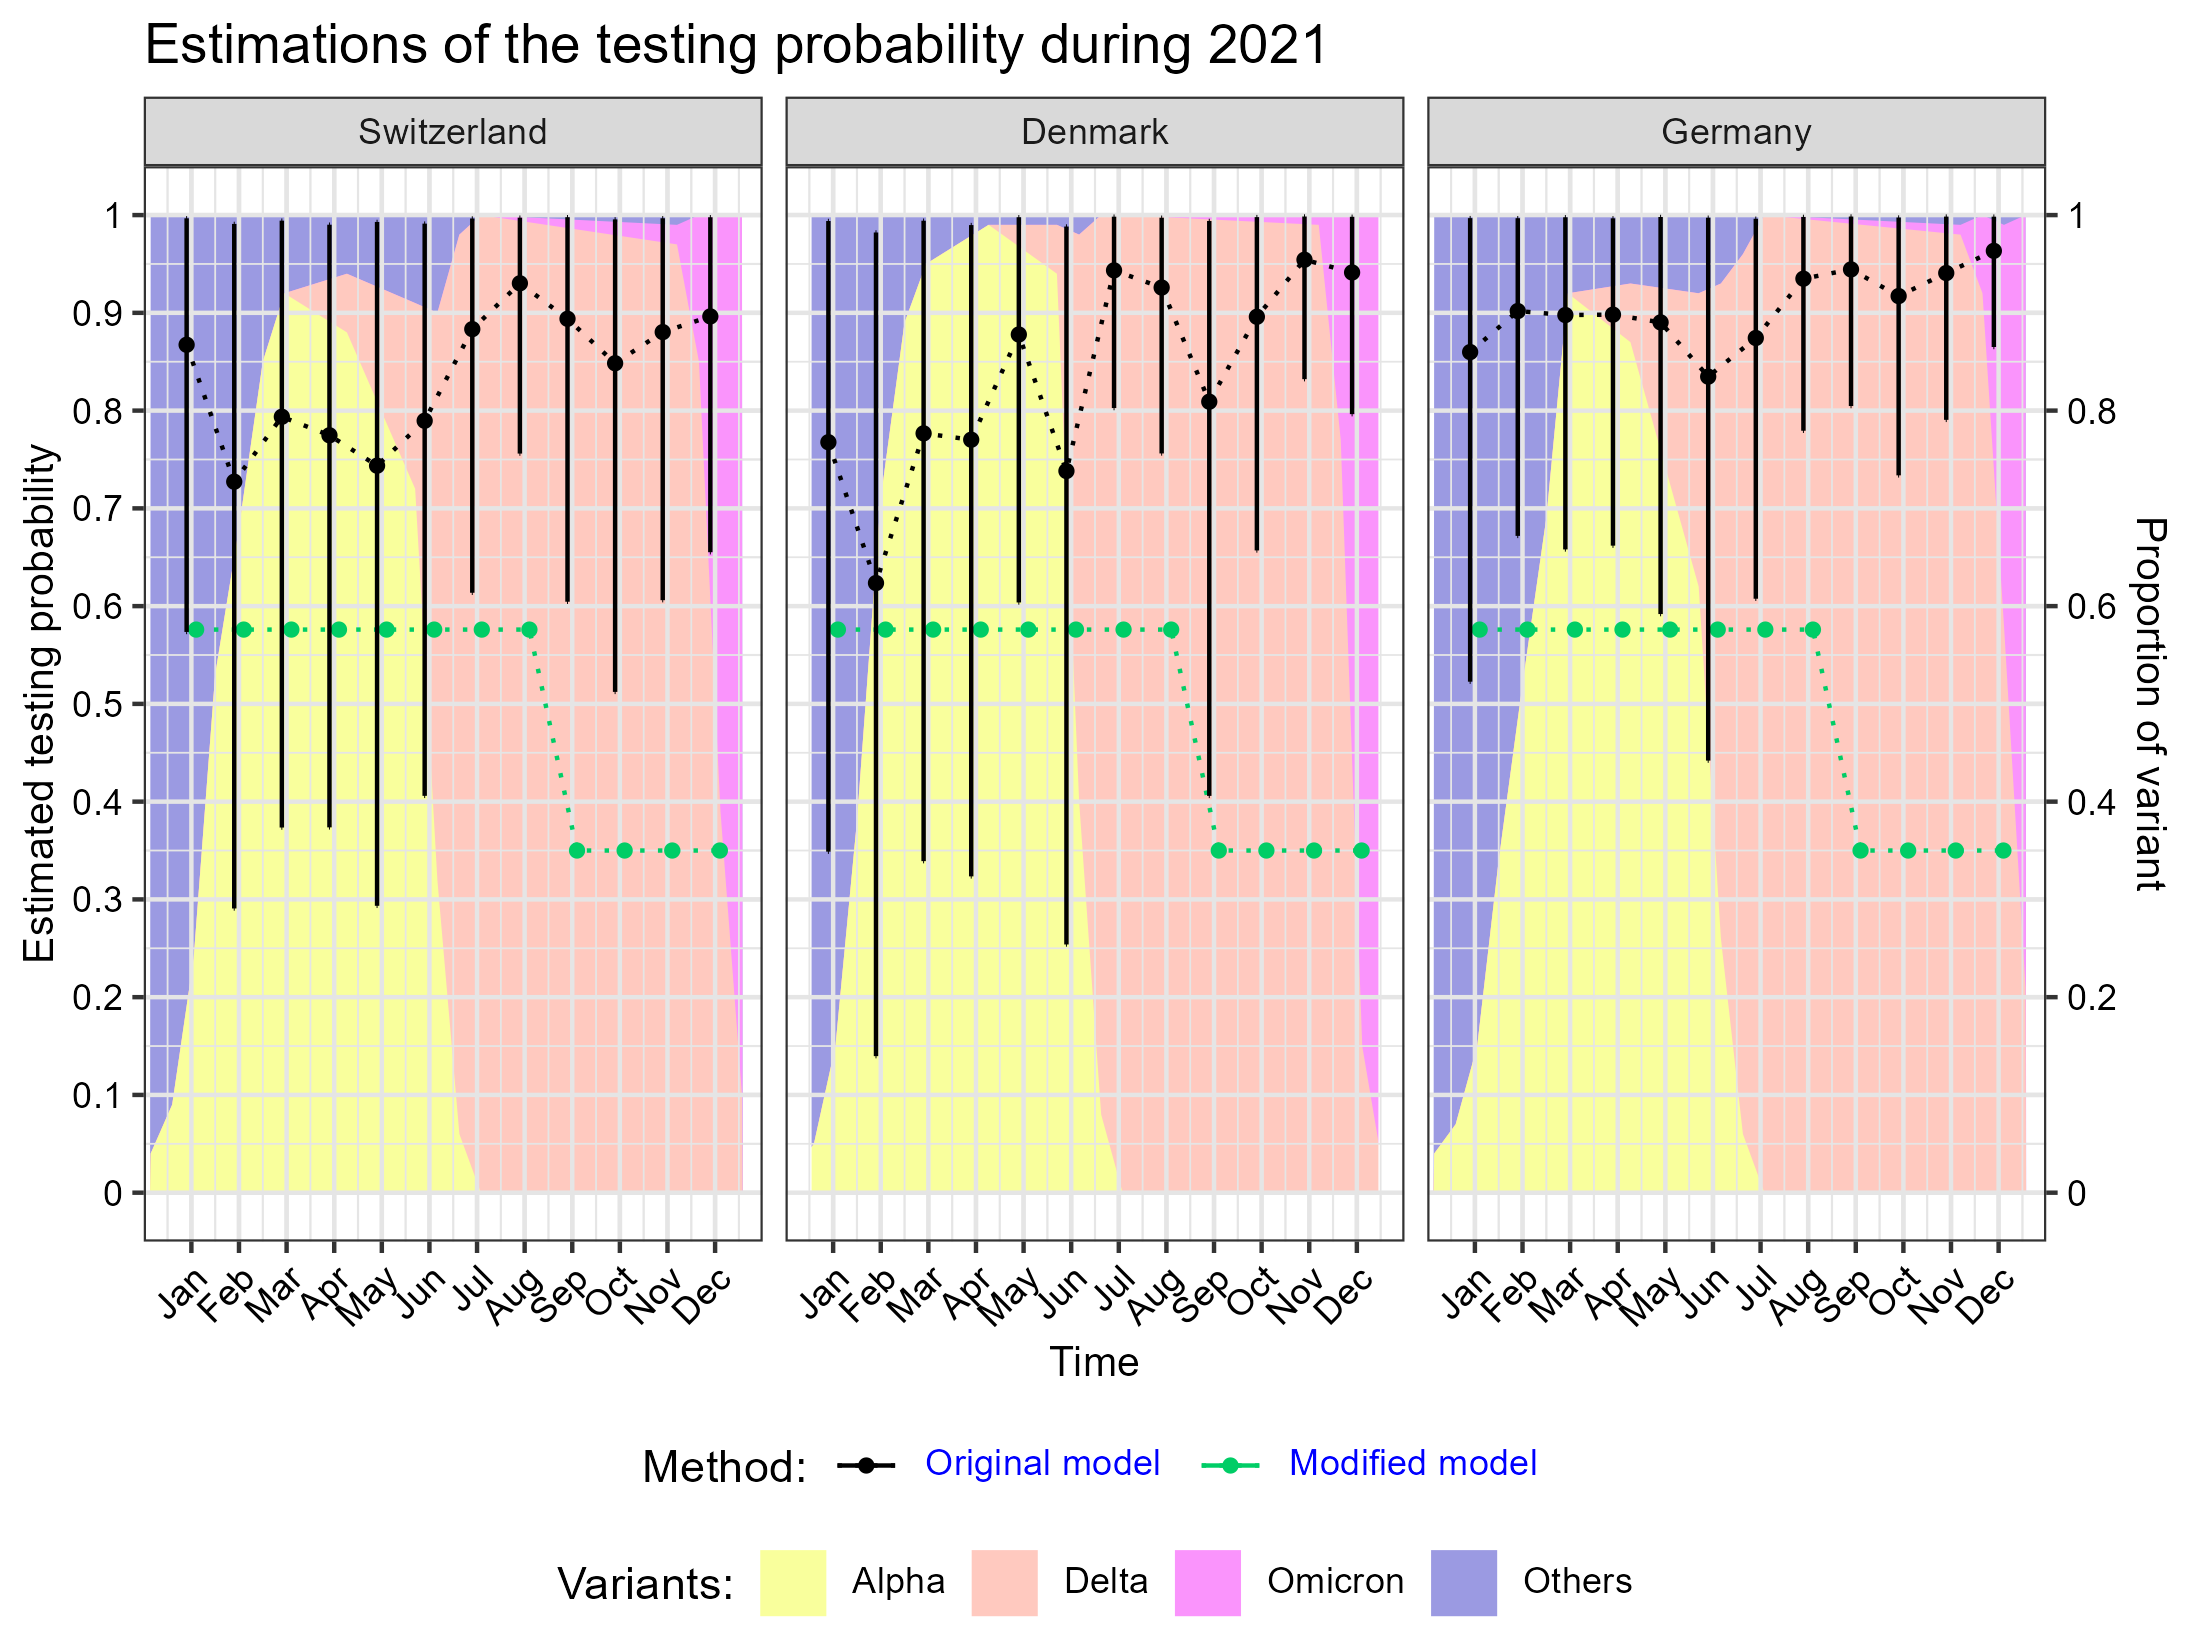 Estimations of the testing probability during 2021
Switzerland
Denmark
Germany
Estimated testing probability
1
0.9
0.8
0.7
0.6
0.5
0.4
0.3
0.2
0.1
0
1
0.8
0.6
0.4
0.2
0
Proportion of variant
Jan Feb Mar Apr May Jun Jul Aug Sep Oct Nov Dec
Jan Feb Mar Apr May Jun Jul Aug Sep Oct Nov Dec
Jan Feb Mar Apr May Jun Jul Aug Sep Oct Nov Dec
Time
Method: Original model Modified model
Variants: Alpha Delta Omicron Others